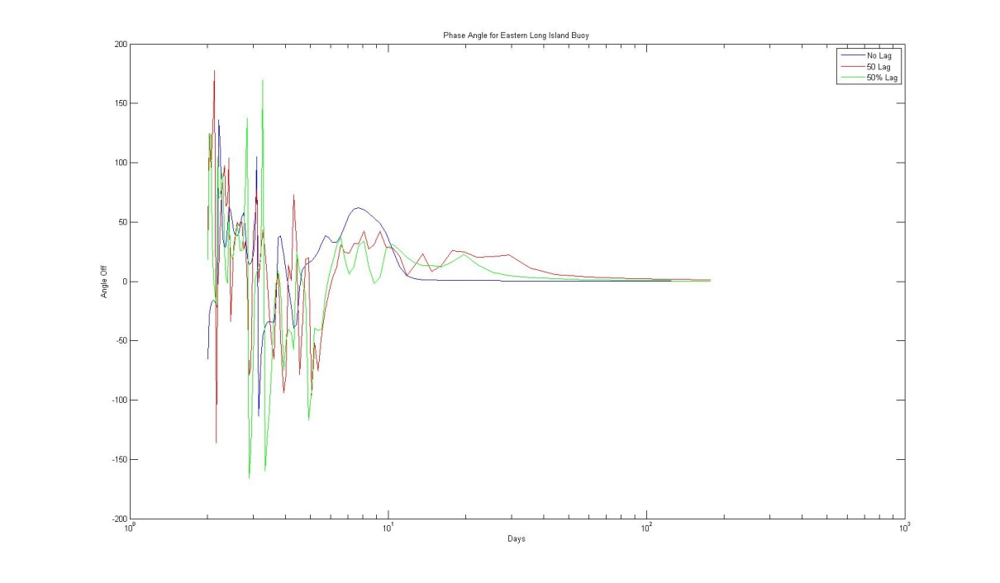 Phase Angle for Eastern Long Island Buoy
200
150
100
50
0
-50
-100
-150
-200
Angle Off
No Lag
50 Lag
50% Lag
10^0
10^1
10^2
10^3
Days